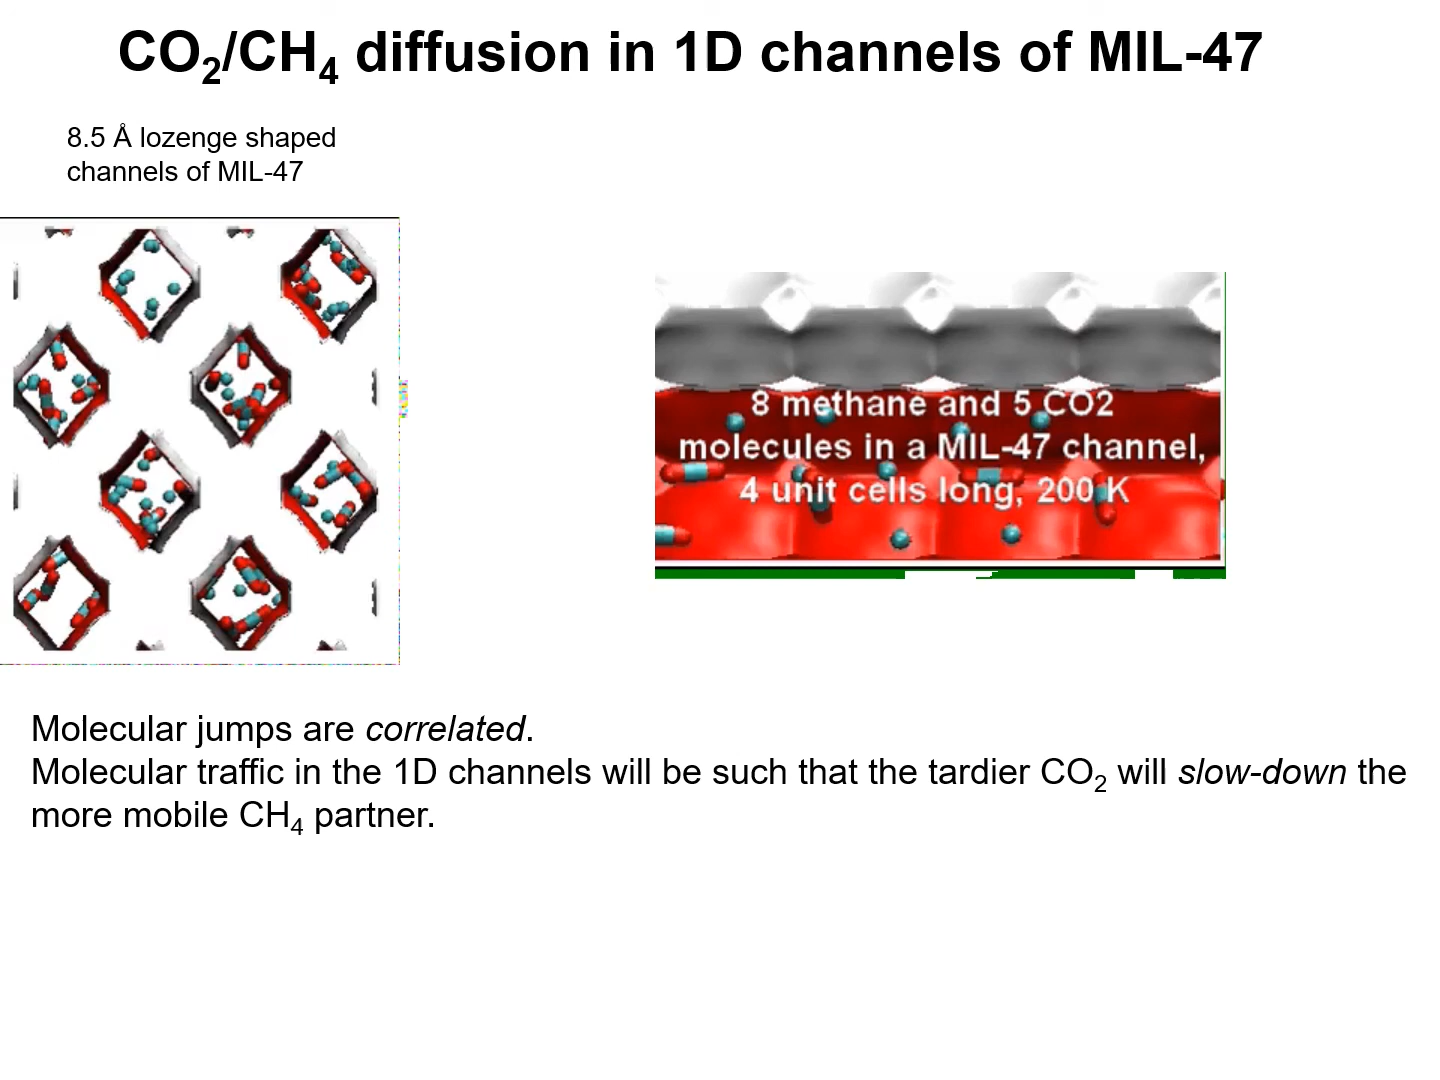 CO2/CH4 diffusion in 1D channels of MIL-47
8.5 Å lozenge shaped
channels of MIL-47
8 methane and 5 CO2
molecules in a MIL-47 channel,
4 unit cells long, 200 K
Molecular jumps are correlated.
Molecular traffic in the 1D channels will be such that the tardier CO2 will slow-down the
more mobile CH4 partner.